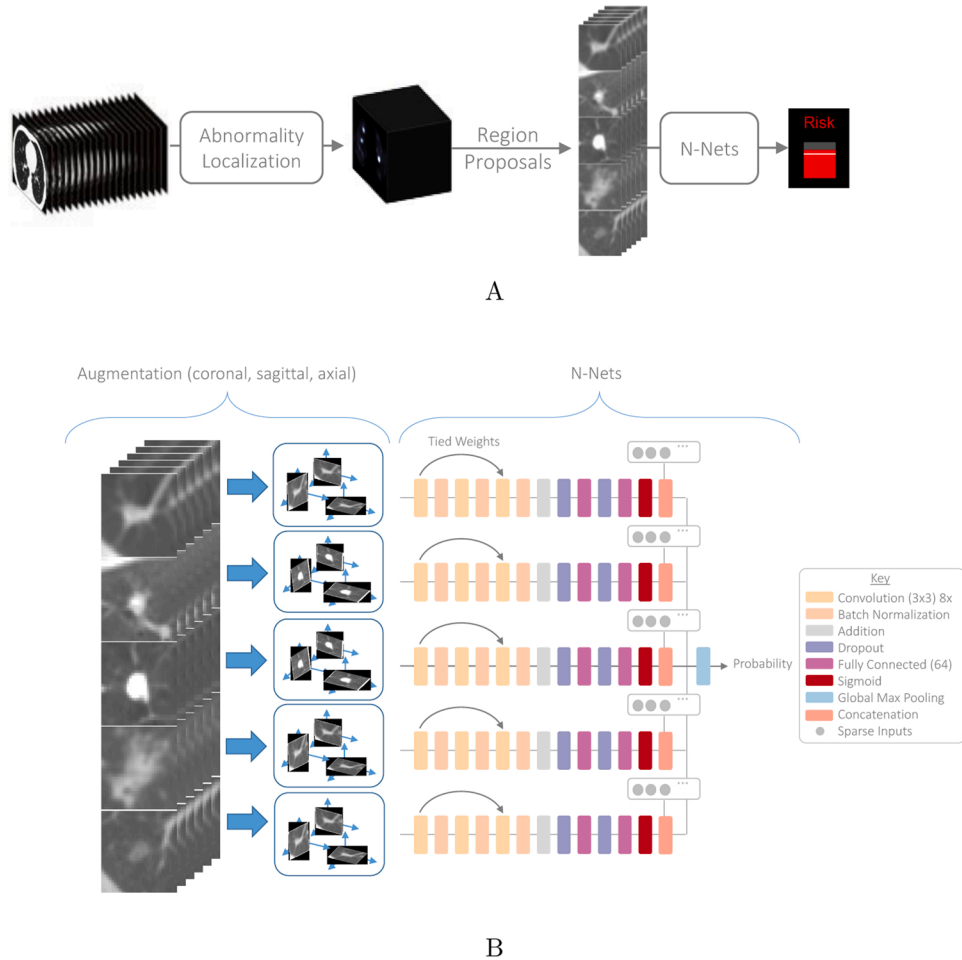 Abnormality
Localization
Region
Proposals
N-Nets
Risk
A
Augmentation (coronal, sagittal, axial)
N-Nets
Tied Weights
Key
Convolution (3x3) 8x
Batch Normalization
Addition
Dropout
Fully Connected (64)
Sigmoid
Global Max Pooling
Concatenation
Sparse Inputs
Probability
B